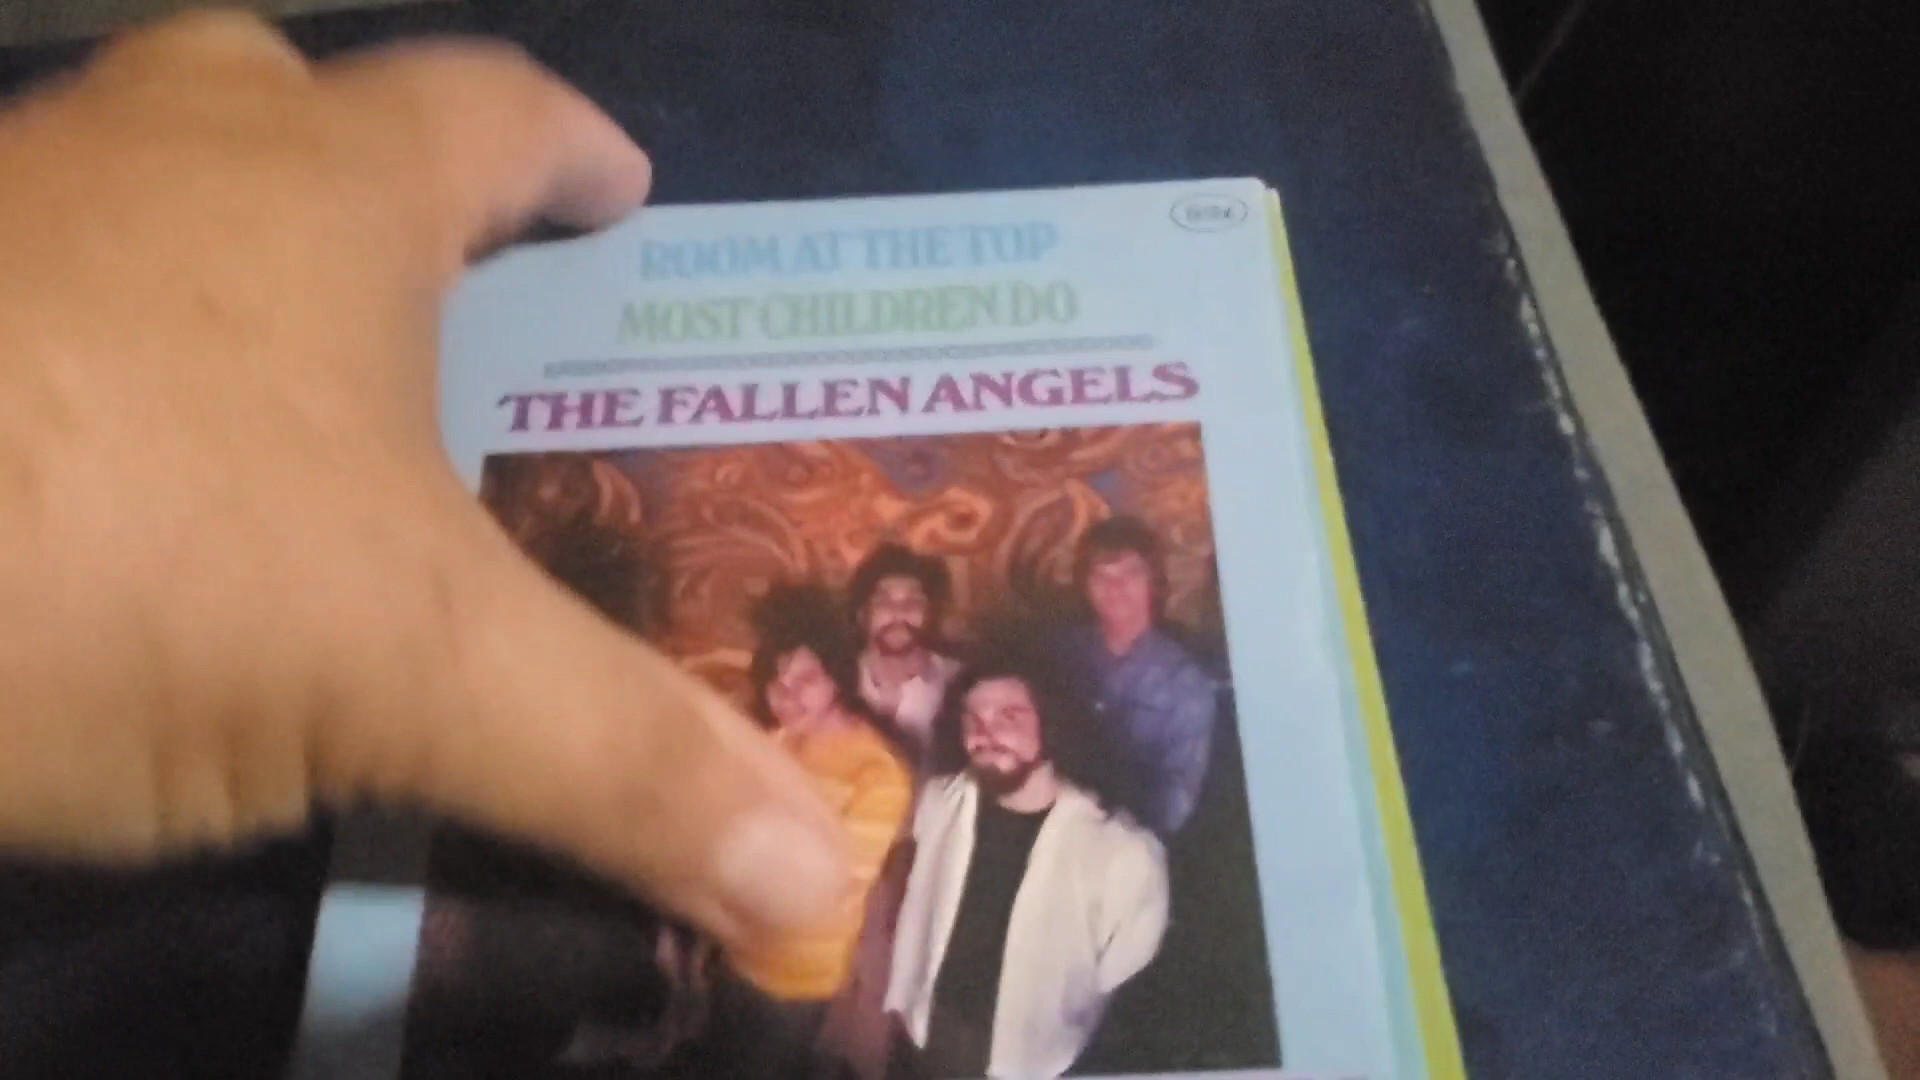 ROOM AT THE TOP
MOST CHILDREN DO
THE FALLEN ANGELS